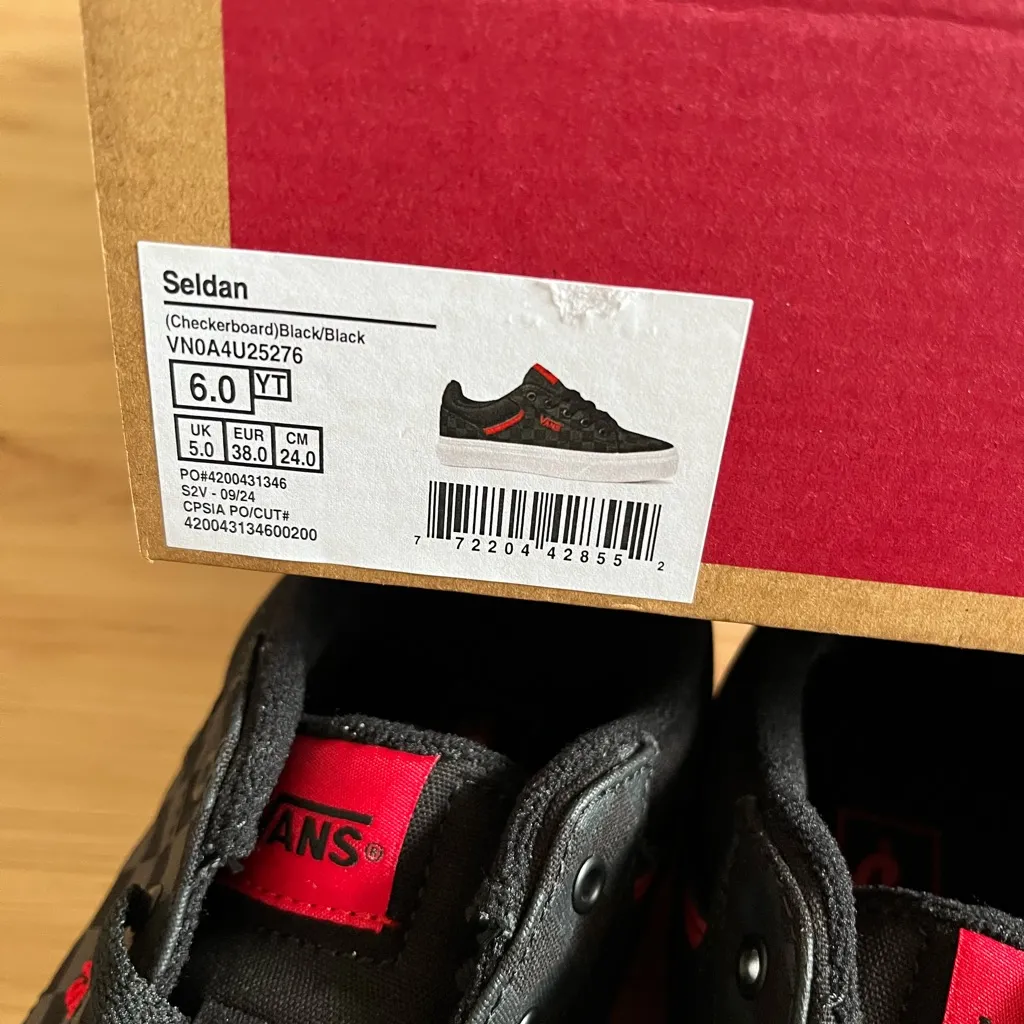 Seldan
(Checkerboard)Black/Black
VN0A4U25276
6.0 YT
UK EUR CM
5.0 38.0 24.0
PO#4200431346
S2V - 09/24
CPSIA PO/CUT#
420043134600200
VANS
7 72204 42855 2
VANS®